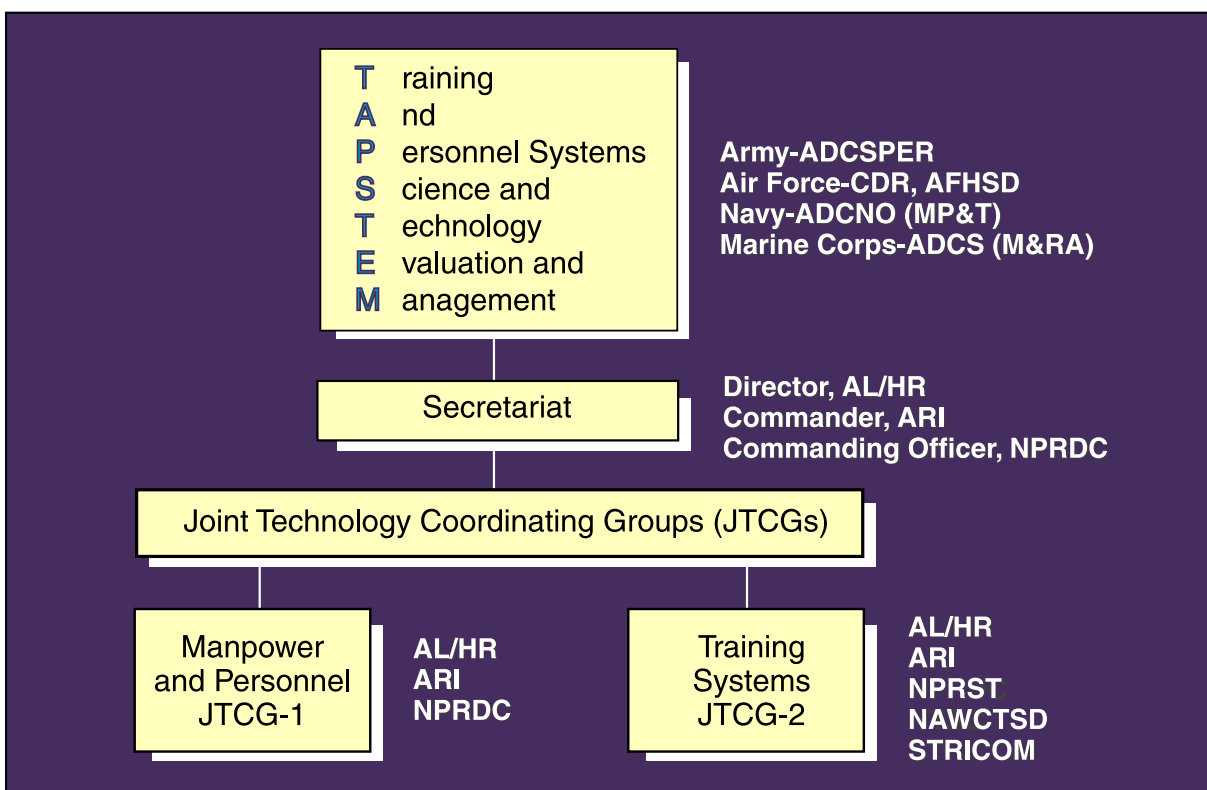 T raining
A nd
P ersonnel Systems
S cience and
T echnology
E valuation and
M anagement
Army-ADCSPER
Air Force-CDR, AFHSD
Navy-ADCNO (MP&T)
Marine Corps-ADCS (M&RA)
Secretariat
Director, AL/HR
Commander, ARI
Commanding Officer, NPRDC
Joint Technology Coordinating Groups (JTCGs)
Manpower
and Personnel
JTCG-1
AL/HR
ARI
NPRDC
Training
Systems
JTCG-2
AL/HR
ARI
NPRST
NAWCTSD
STRICOM